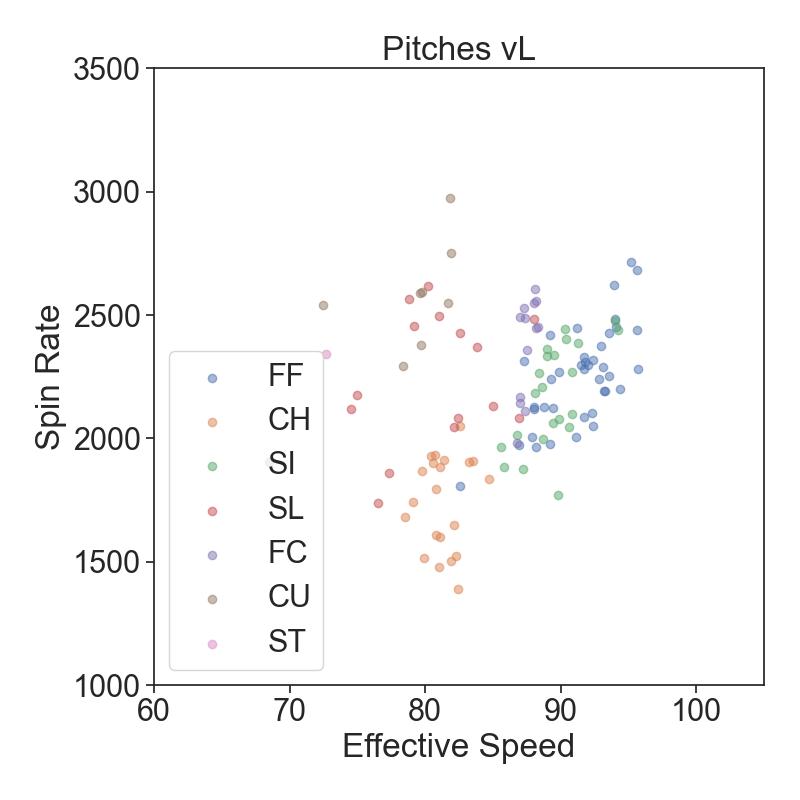 Pitches vL
3500
3000
2500
2000
1500
1000
Spin Rate
FF
CH
SI
SL
FC
CU
ST
60 70 80 90 100
Effective Speed